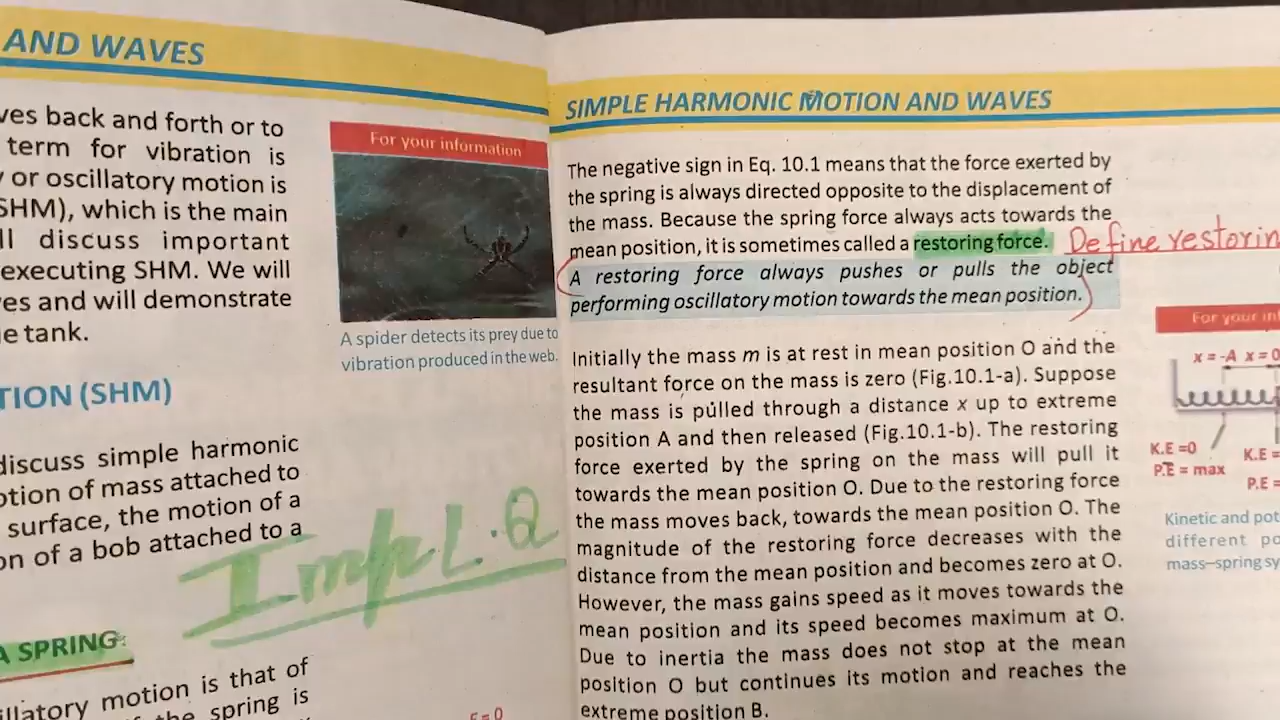 AND WAVES
back and forth or to
term for vibration is
or oscillatory motion is
(SHM), which is the main
discuss important
executing SHM. We will
and will demonstrate
tank.
For your information
A spider detects its prey due to
vibration produced in the web.
(SHM)
discuss simple harmonic
of mass attached to
surface, the motion of a
of a bob attached to a
Imp L.Q
A SPRING
motion is that of
the spring is
F=0
SIMPLE HARMONIC MOTION AND WAVES
The negative sign in Eq. 10.1 means that the force exerted by
the spring is always directed opposite to the displacement of
the mass. Because the spring force always acts towards the
mean position, it is sometimes called a restoring force. Define
A restoring force always pushes or pulls the object
performing oscillatory motion towards the mean position.
Initially the mass m is at rest in mean position O and the
resultant force on the mass is zero (Fig.10.1-a). Suppose
the mass is pulled through a distance x up to extreme
position A and then released (Fig.10.1-b). The restoring
force exerted by the spring on the mass will pull it
towards the mean position O. Due to the restoring force
the mass moves back, towards the mean position O. The
magnitude of the restoring force decreases with the
distance from the mean position and becomes zero at O.
However, the mass gains speed as it moves towards the
mean position and its speed becomes maximum at O.
Due to inertia the mass does not stop at the mean
position O but continues its motion and reaches the
extreme position B.
For your
x = -A x = 0
K.E =0 K.E =
P.E = max
P.E =
Kinetic and
different
mass–spring